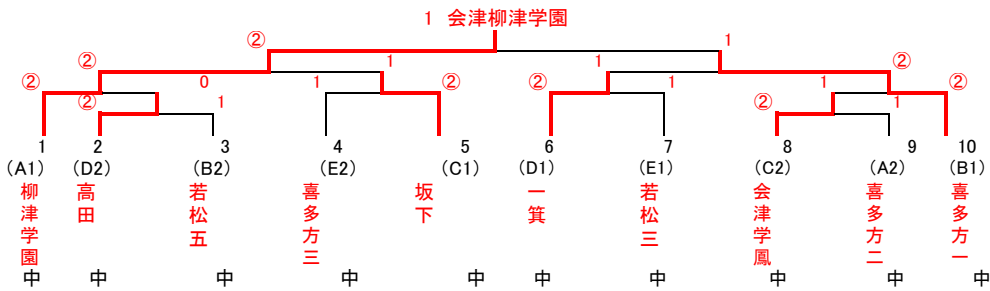 1 会津柳津学園
② 1
② 1 ②
② 0 1 ② ② 1 1 ②
② 1 ② 1
1 2 3 4 5 6 7 8 9 10
(A1) (D2) (B2) (E2) (C1) (D1) (E1) (C2) (A2) (B1)
柳津学園
高田
若松五
喜多方三
坂下
一箕
若松三
会津学鳳
喜多方二
喜多方一
中 中 中 中 中 中 中 中 中 中